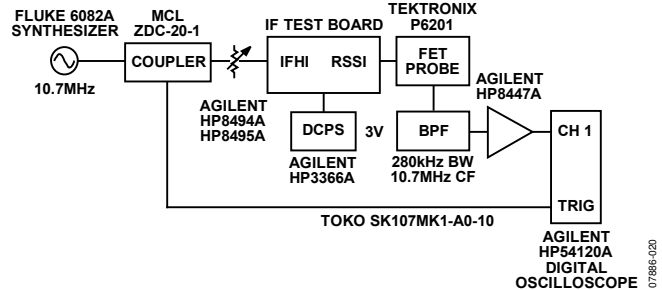 FLUKE 6082A
SYNTHESIZER
10.7MHz
MCL
ZDC-20-1
COUPLER
AGILENT
HP8494A
HP8495A
IF TEST BOARD
IFHI RSSI
DCPS
3V
AGILENT
HP3366A
TEKTRONIX
P6201
FET
PROBE
BPF
280kHz BW
10.7MHz CF
AGILENT
HP8447A
CH 1
TRIG
TOKO SK107MK1-A0-10
AGILENT
HP54120A
DIGITAL
OSCILLOSCOPE
07886-020